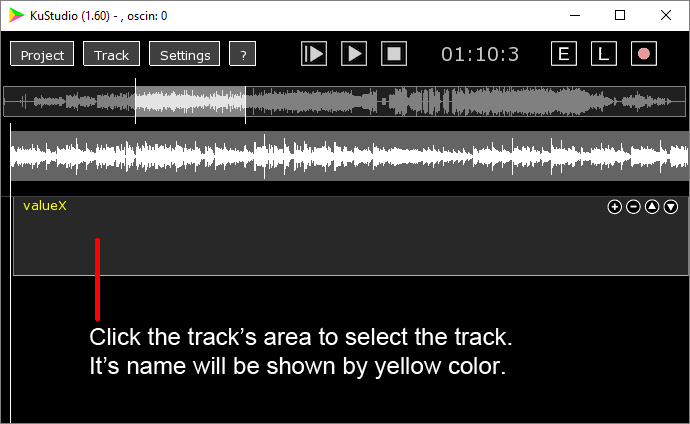 KuStudio (1.60) - , oscin: 0
Project Track Settings ? 01:10:3 E L
valueX
Click the track’s area to select the track.
It’s name will be shown by yellow color.